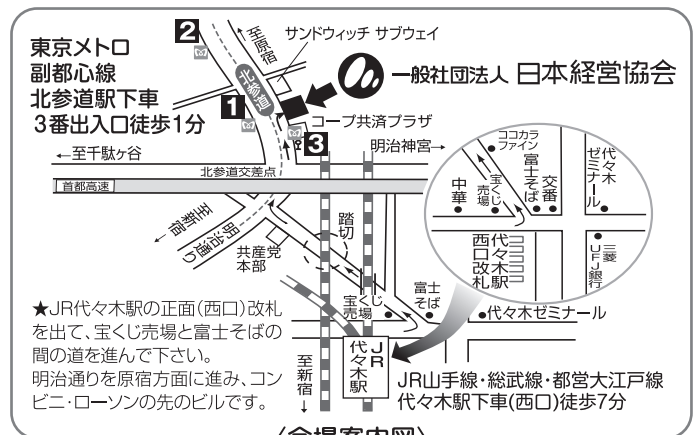 東京メトロ
副都心線
北参道駅下車
3番出入口徒歩1分
2
至原宿
サンドウィッチ サブウェイ
北参道
一般社団法人 日本経営協会
1
コープ共済プラザ
3
←至千駄ヶ谷
明治神宮→
北参道交差点
首都高速
至新宿
明治通り
共産党
本部
踏切
宝くじ
売場
富士
そば
代々木ゼミナール
ココカラ
ファイン
中華
宝くじ
売場
富士そば
交番
代々木
ゼミナール
代々木駅
西口改札
三菱
UFJ銀行
★JR代々木駅の正面(西口)改札
を出て、宝くじ売場と富士そばの
間の道を進んで下さい。
明治通りを原宿方面に進み、コン
ビニ・ローソンの先のビルです。
至新宿
↓
JR
代々木駅
JR山手線・総武線・都営大江戸線
代々木駅下車(西口)徒歩7分
〈会場案内図〉